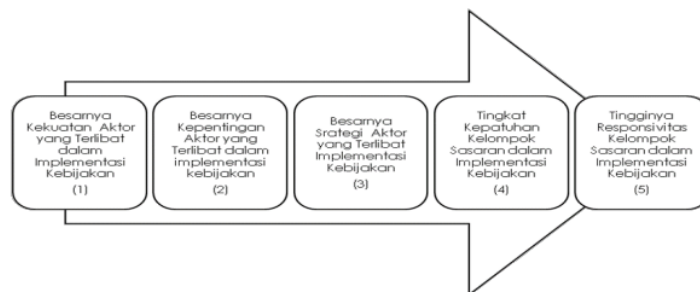 Besarnya
Kekuatan Aktor
yang Terlibat
dalam
Implementasi
Kebijakan
(1)
Besarnya
Kepentingan
Aktor yang
Terlibat dalam
implementasi
kebijakan
(2)
Besarnya
Srategi Aktor
yang Terlibat
Implementasi
Kebijakan
(3)
Tingkat
Kepatuhan
Kelompok
Sasaran dalam
Implementasi
Kebijakan
(4)
Tingginya
Responsivitas
Kelompok
Sasaran dalam
Implementasi
Kebijakan
(5)